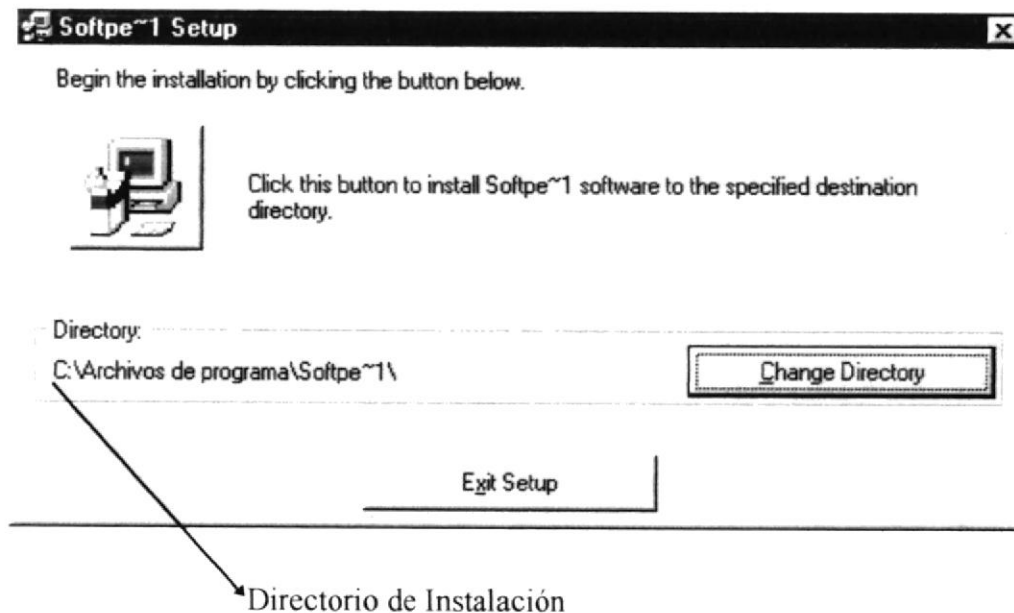 Softpe~1 Setup
Begin the installation by clicking the button below.
Click this button to install Softpe~1 software to the specified destination
directory.
Directory:
C:\Archivos de programa\Softpe~1\
Change Directory
Exit Setup
Directorio de Instalación